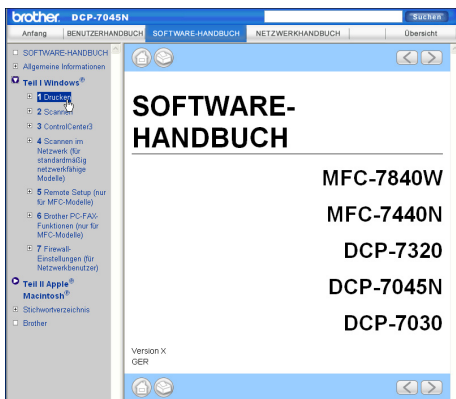 brother. DCP-7045N
Suchen
Anfang BENUTZERHANDBUCH SOFTWARE-HANDBUCH NETZWERKHANDBUCH Übersicht
SOFTWARE-HANDBUCH
Allgemeine Informationen
Teil I Windows®
1 Drucken
2 Scannen
3 ControlCenter3
4 Scannen im
Netzwerk (für
standardmäßig
netzwerkfähige
Modelle)
5 Remote Setup (nur
für MFC-Modelle)
6 Brother PC-FAX-
Funktionen (nur für
MFC-Modelle)
7 Firewall-
Einstellungen (für
Netzwerkbenutzer)
Teil II Apple®
Macintosh®
Stichwortverzeichnis
Brother
SOFTWARE-
HANDBUCH
MFC-7840W
MFC-7440N
DCP-7320
DCP-7045N
DCP-7030
Version X
GER